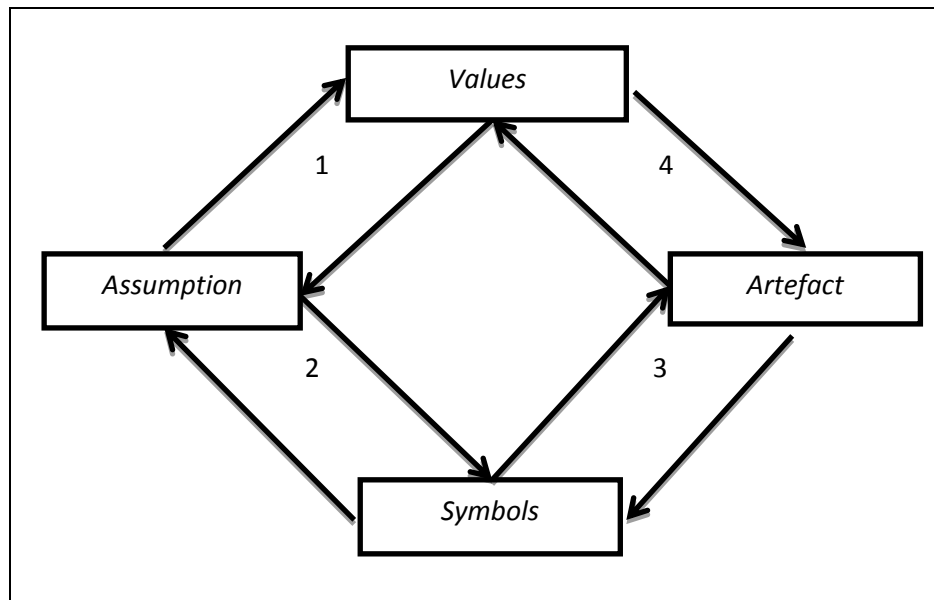 Values
1
4
Assumption
Artefact
2
3
Symbols